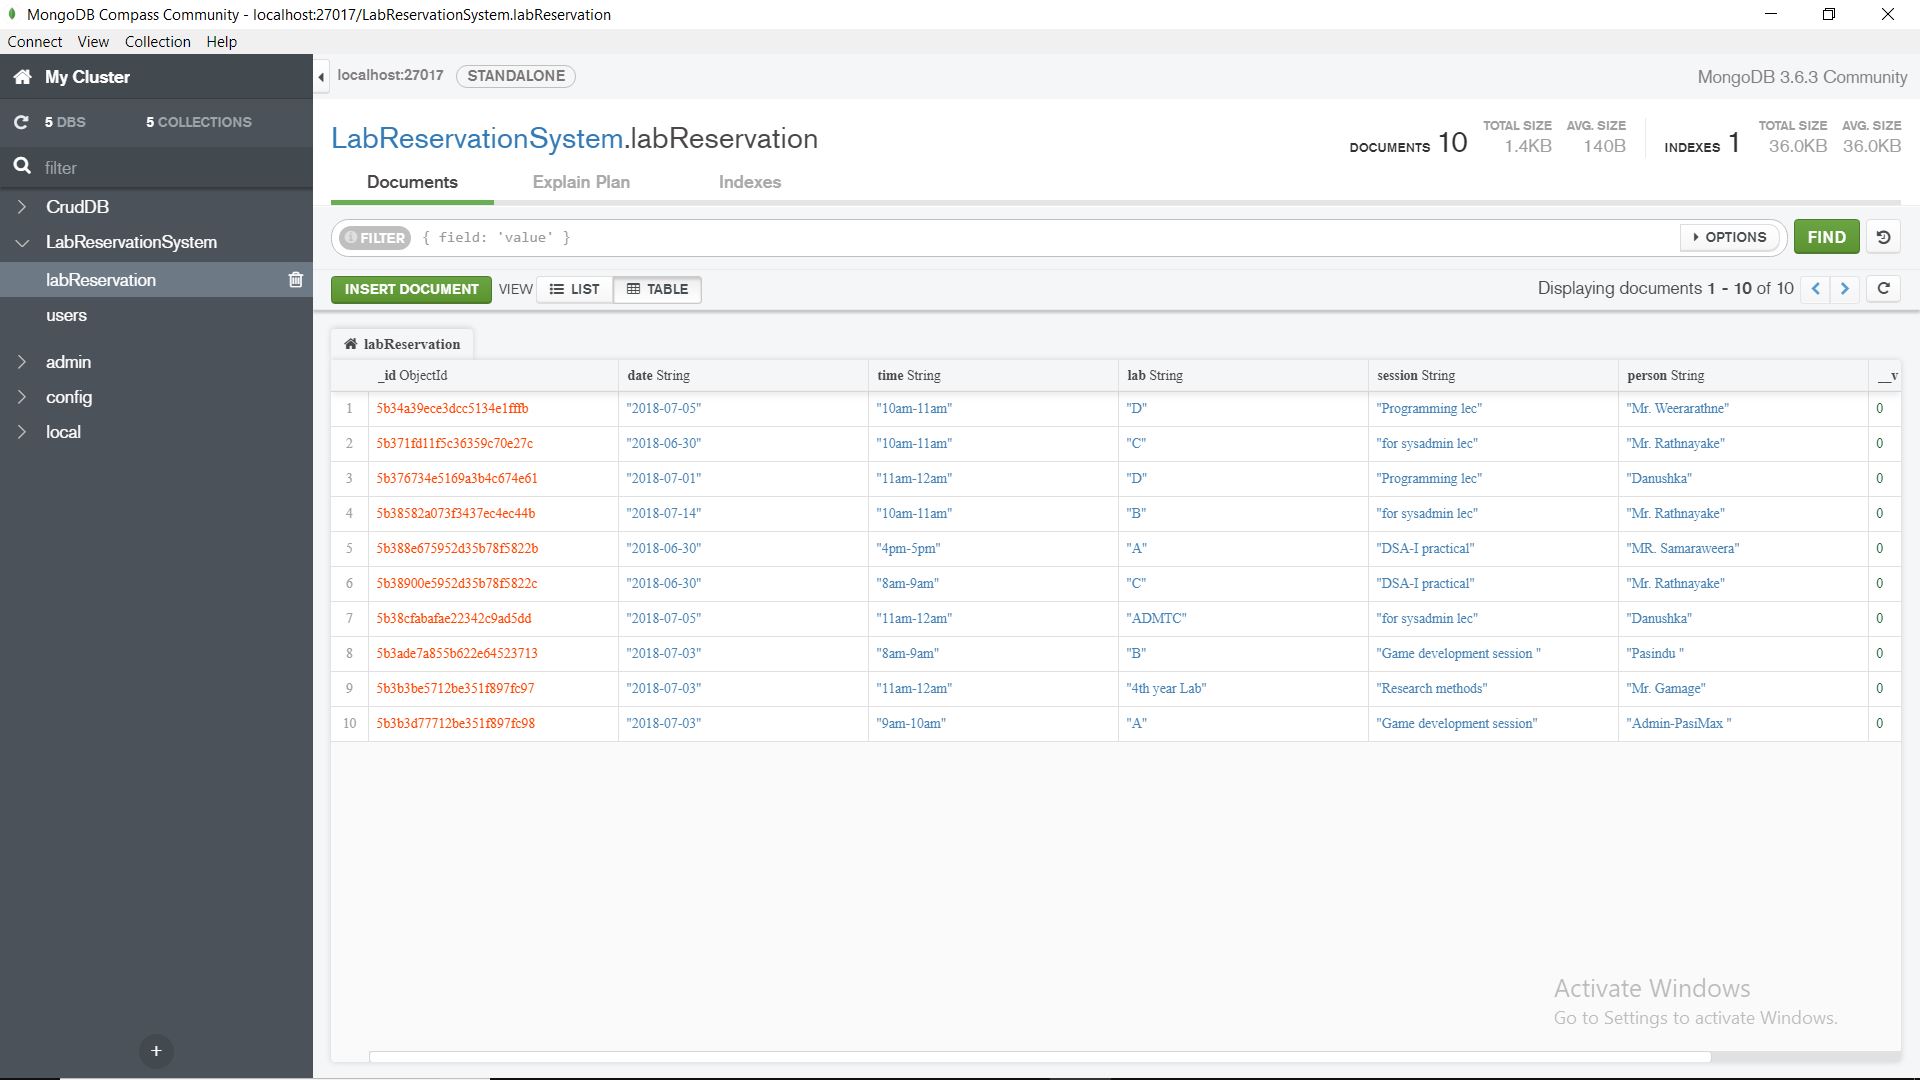 MongoDB Compass Community - localhost:27017/LabReservationSystem.labReservation
Connect View Collection Help
My Cluster
localhost:27017 STANDALONE
MongoDB 3.6.3 Community
5 DBS 5 COLLECTIONS
filter
CrudDB
LabReservationSystem
labReservation
users
admin
config
local
+
LabReservationSystem.labReservation
DOCUMENTS 10 TOTAL SIZE 1.4KB AVG. SIZE 140B INDEXES 1 TOTAL SIZE 36.0KB AVG. SIZE 36.0KB
Documents Explain Plan Indexes
FILTER { field: 'value' } OPTIONS FIND
INSERT DOCUMENT VIEW LIST TABLE Displaying documents 1 - 10 of 10
labReservation
_id ObjectId date String time String lab String session String person String __v
1 5b34a39ece3dcc5134e1fffb "2018-07-05" "10am-11am" "D" "Programming lec" "Mr. Weerarathne" 0
2 5b371fd11f5c36359c70e27c "2018-06-30" "10am-11am" "C" "for sysadmin lec" "Mr. Rathnayake" 0
3 5b376734e5169a3b4c674e61 "2018-07-01" "11am-12am" "D" "Programming lec" "Danushka" 0
4 5b38582a073f3437ec4ec44b "2018-07-14" "10am-11am" "B" "for sysadmin lec" "Mr. Rathnayake" 0
5 5b388e675952d35b78f5822b "2018-06-30" "4pm-5pm" "A" "DSA-I practical" "MR. Samaraweera" 0
6 5b38900e5952d35b78f5822c "2018-06-30" "8am-9am" "C" "DSA-I practical" "Mr. Rathnayake" 0
7 5b38cfabafae22342c9ad5dd "2018-07-05" "11am-12am" "ADMTC" "for sysadmin lec" "Danushka" 0
8 5b3ade7a855b622e64523713 "2018-07-03" "8am-9am" "B" "Game development session " "Pasindu " 0
9 5b3b3be5712be351f897fc97 "2018-07-03" "11am-12am" "4th year Lab" "Research methods" "Mr. Gamage" 0
10 5b3b3d77712be351f897fc98 "2018-07-03" "9am-10am" "A" "Game development session" "Admin-PasiMax " 0
Activate Windows
Go to Settings to activate Windows.